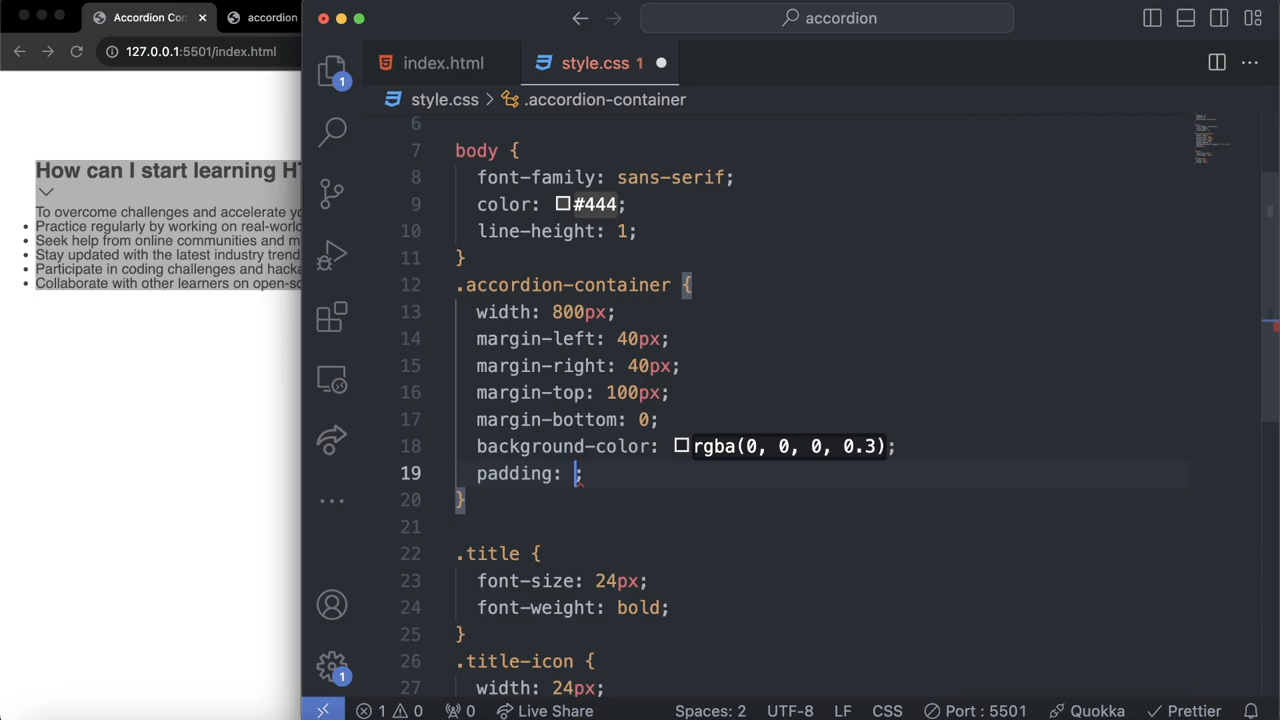 Accordion Con
accordion
127.0.0.1:5501/index.html
How can I start learning HT
To overcome challenges and accelerate yo
Practice regularly by working on real-world
Seek help from online communities and m
Stay updated with the latest industry trend
Participate in coding challenges and hacka
Collaborate with other learners on open-so
accordion
1
index.html
style.css 1
style.css > .accordion-container
6
7 body {
8 font-family: sans-serif;
9 color: #444;
10 line-height: 1;
11 }
12 .accordion-container {
13 width: 800px;
14 margin-left: 40px;
15 margin-right: 40px;
16 margin-top: 100px;
17 margin-bottom: 0;
18 background-color: rgba(0, 0, 0, 0.3);
19 padding: ;
20 }
21
22 .title {
23 font-size: 24px;
24 font-weight: bold;
25 }
26 .title-icon {
27 width: 24px;
1
1 0 0 Live Share Spaces: 2 UTF-8 LF CSS Port : 5501 Quokka Prettier